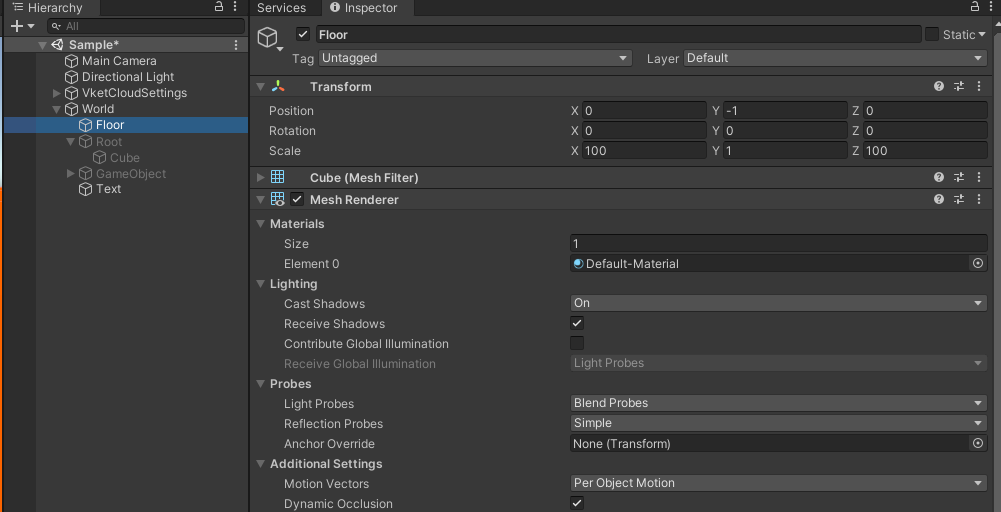 Hierarchy
All
Sample*
Main Camera
Directional Light
VketCloudSettings
World
Floor
Root
Cube
GameObject
Text
Services
Inspector
Floor
Static
Tag Untagged Layer Default
Transform
Position X 0 Y -1 Z 0
Rotation X 0 Y 0 Z 0
Scale X 100 Y 1 Z 100
Cube (Mesh Filter)
Mesh Renderer
Materials
Size 1
Element 0 Default-Material
Lighting
Cast Shadows On
Receive Shadows
Contribute Global Illumination
Receive Global Illumination Light Probes
Probes
Light Probes Blend Probes
Reflection Probes Simple
Anchor Override None (Transform)
Additional Settings
Motion Vectors Per Object Motion
Dynamic Occlusion